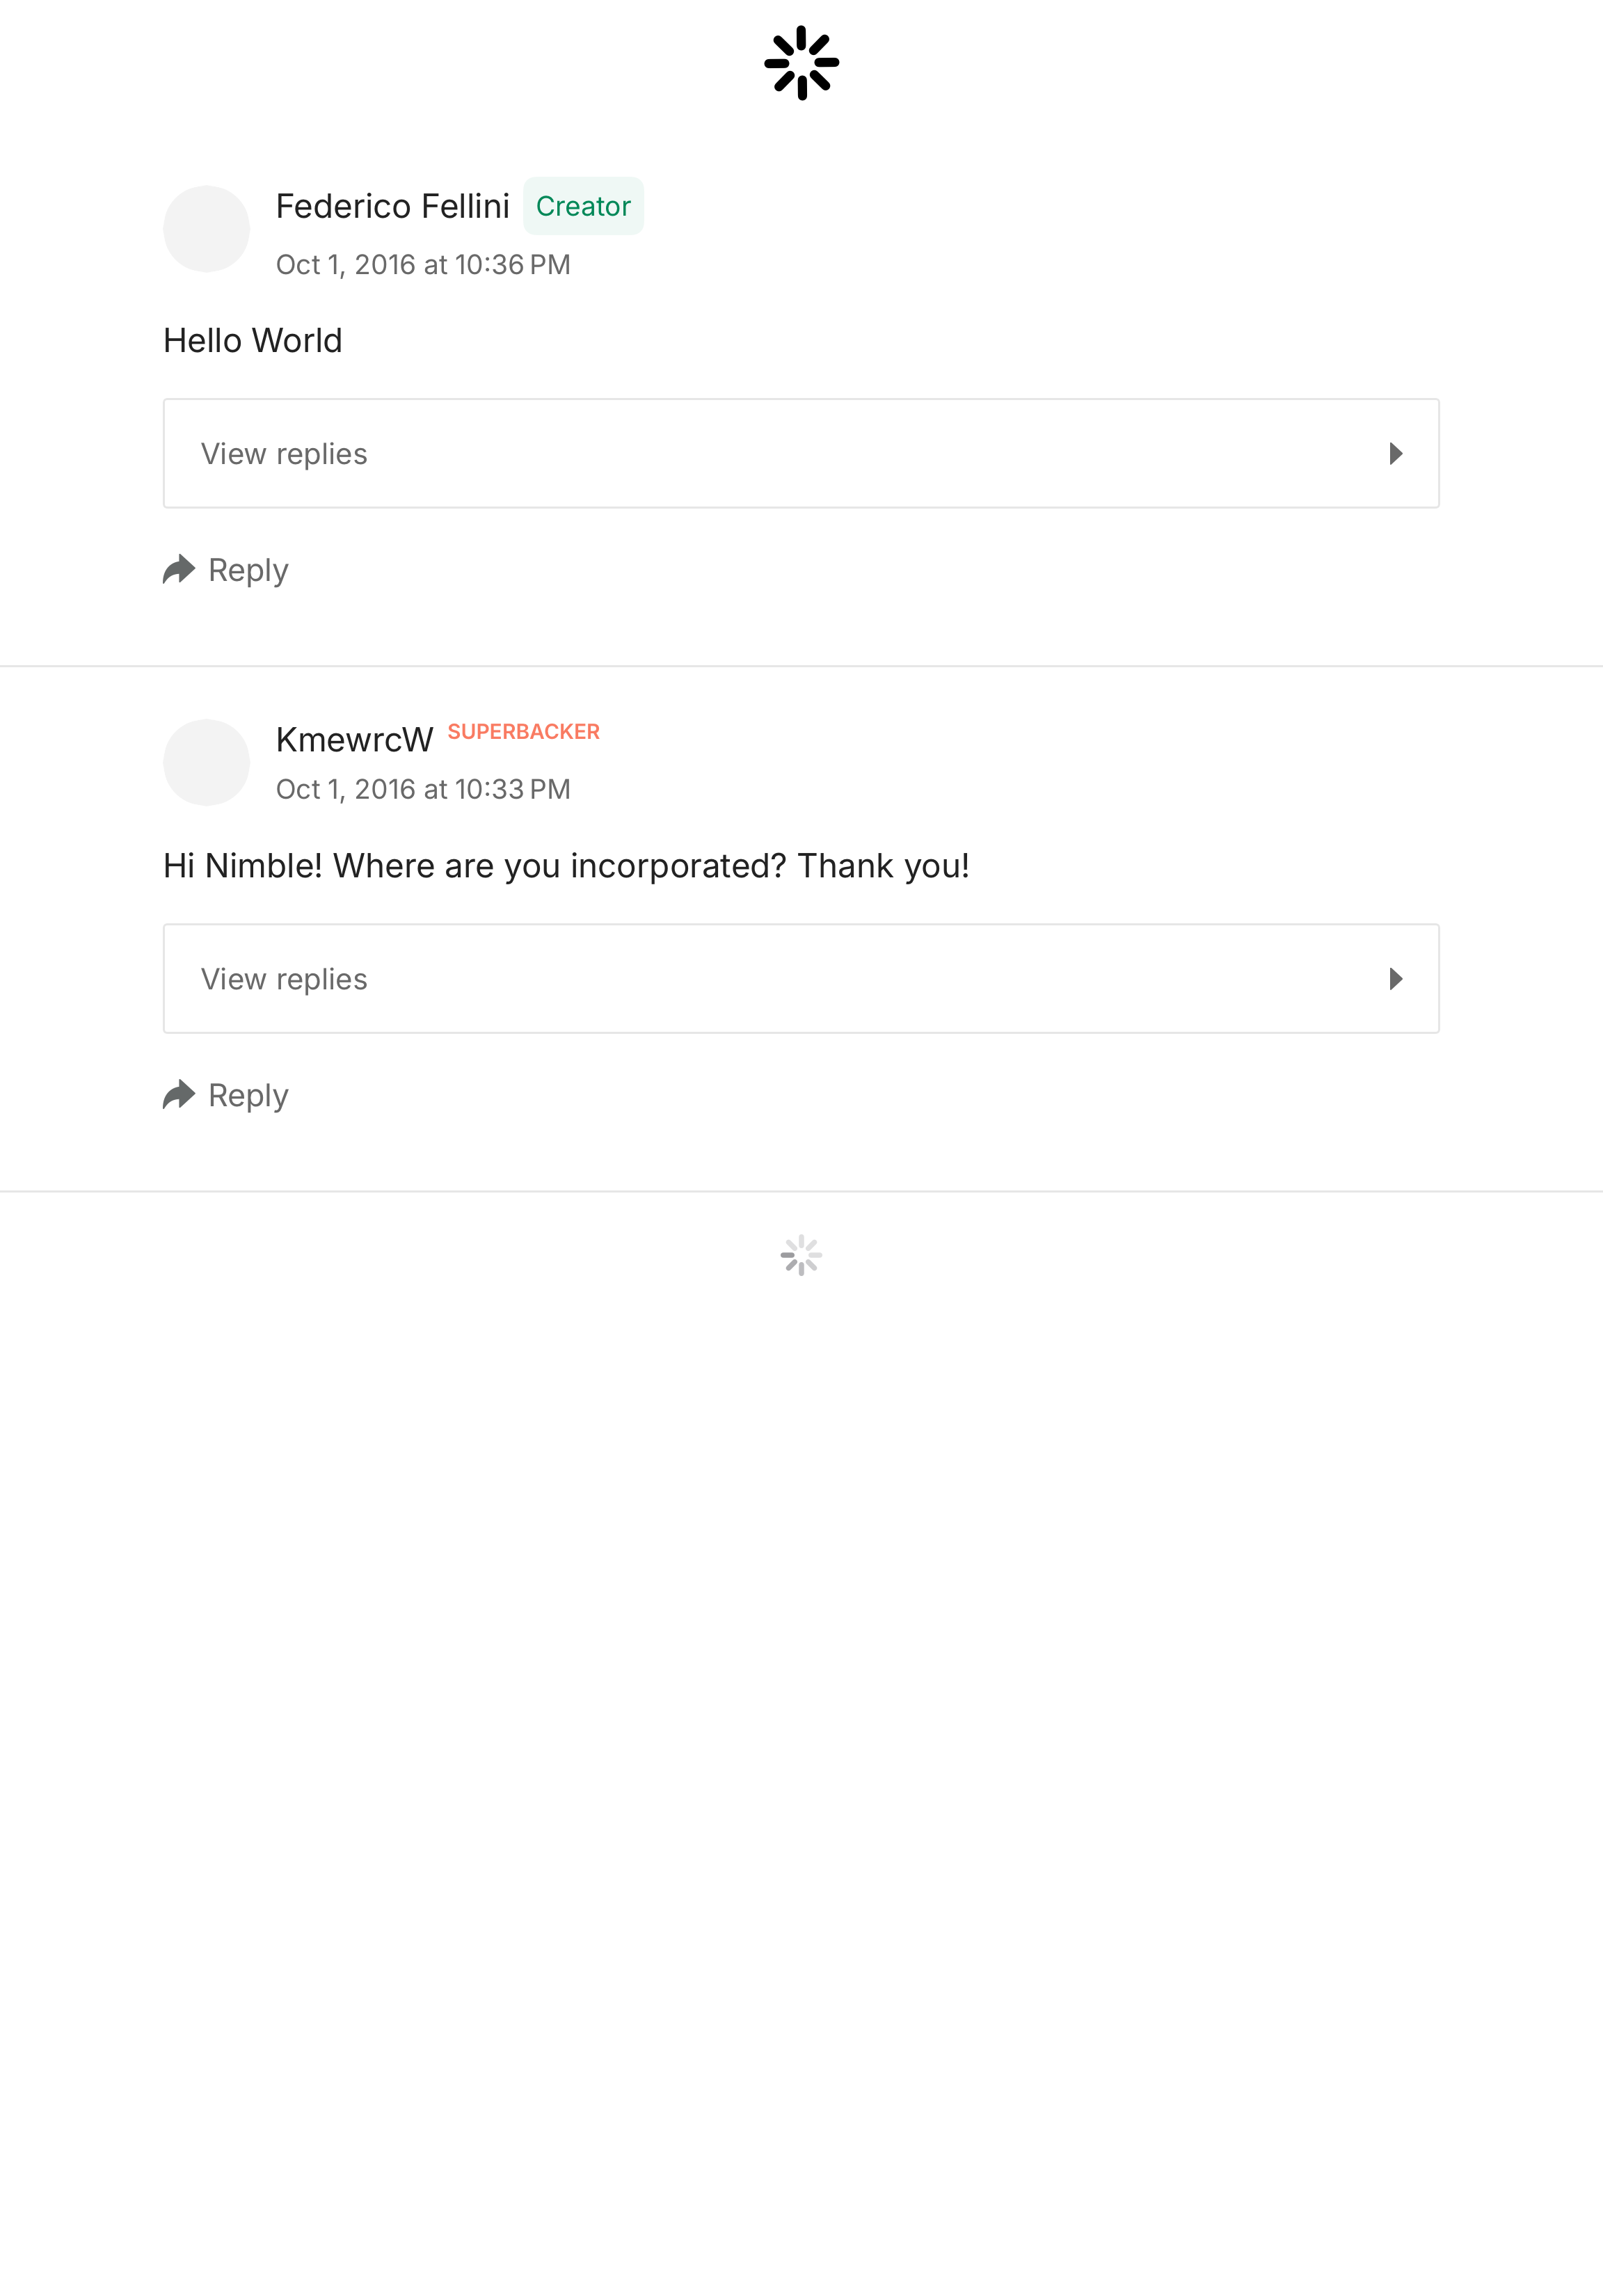 Federico Fellini Creator
Oct 1, 2016 at 10:36 PM
Hello World
View replies
Reply
KmewrcW SUPERBACKER
Oct 1, 2016 at 10:33 PM
Hi Nimble! Where are you incorporated? Thank you!
View replies
Reply